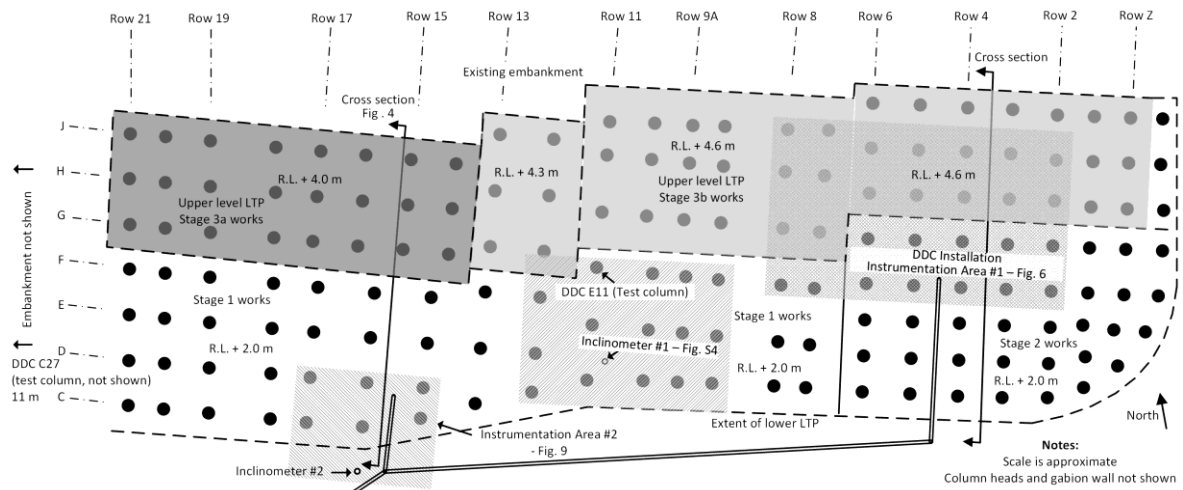 Row 21
Row 19
Row 17
Row 15
Row 13
Row 11
Row 9A
Row 8
Row 6
Row 4
Row 2
Row Z
Existing embankment
Cross section
Cross section
Fig . 4
J
H
G
F
E
D
C
Embankment not shown
R.L. + 4.0 m
Upper level LTP
Stage 3a works
R.L. + 4.3 m
R.L. + 4.6 m
Upper level LTP
Stage 3b works
R.L. + 4.6 m
DDC Installation
Instrumentation Area #1 – Fig. 6
DDC E11 (Test column)
Stage 1 works
R.L. + 2.0 m
Inclinometer #1 – Fig. S4
Stage 1 works
R.L. + 2.0 m
Stage 2 works
R.L. + 2.0 m
DDC C27
(test column, not shown)
11 m
Extent of lower LTP
Instrumentation Area #2
- Fig. 9
Inclinometer #2
North
Notes:
Scale is approximate
Column heads and gabion wall not shown